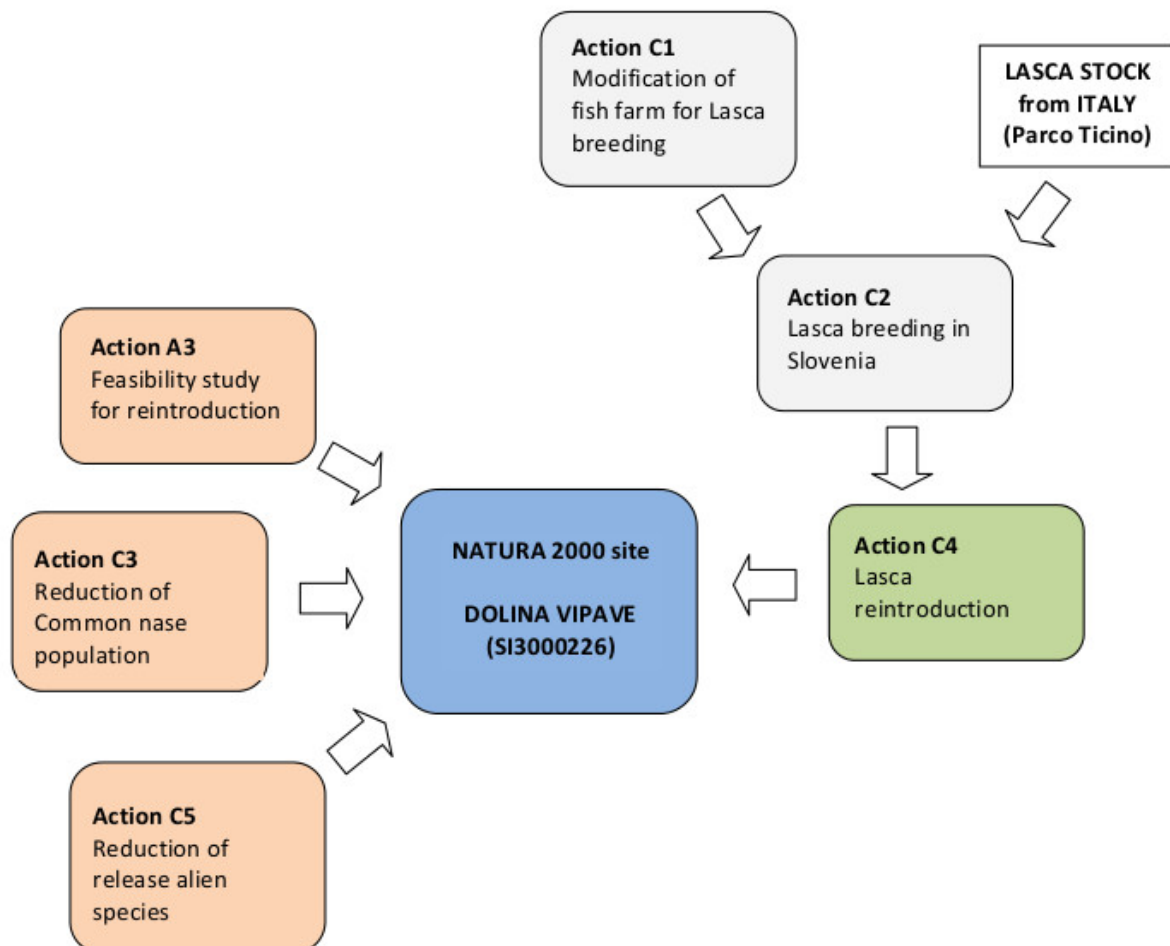 Action C1
Modification of
fish farm for Lasca
breeding
LASCA STOCK
from ITALY
(Parco Ticino)
Action C2
Lasca breeding in
Slovenia
Action A3
Feasibility study
for reintroduction
Action C3
Reduction of
Common nase
population
NATURA 2000 site
DOLINA VIPAVE
(SI3000226)
Action C4
Lasca
reintroduction
Action C5
Reduction of
release alien
species